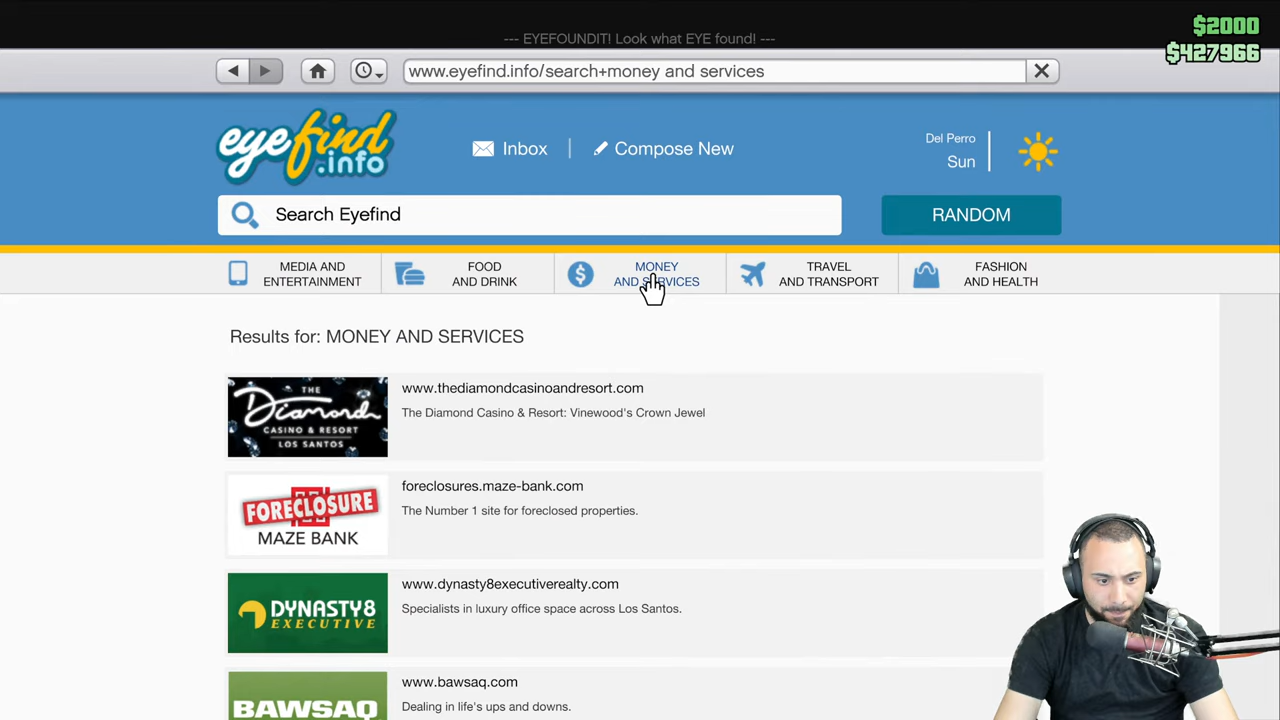 $2000
--- EYEFOUNDIT! Look what EYE found! ---
$427966
www.eyefind.info/search+money and services
eyefind
.info
Inbox
Compose New
Del Perro
Sun
Search Eyefind
RANDOM
MEDIA AND
ENTERTAINMENT
FOOD
AND DRINK
MONEY
AND SERVICES
TRAVEL
AND TRANSPORT
FASHION
AND HEALTH
Results for: MONEY AND SERVICES
THE
Diamond
CASINO & RESORT
LOS SANTOS
www.thediamondcasinoandresort.com
The Diamond Casino & Resort: Vinewood's Crown Jewel
FORECLOSURE
MAZE BANK
foreclosures.maze-bank.com
The Number 1 site for foreclosed properties.
DYNASTY8
EXECUTIVE
www.dynasty8executiverealty.com
Specialists in luxury office space across Los Santos.
BAWSAQ
www.bawsaq.com
Dealing in life's ups and downs.